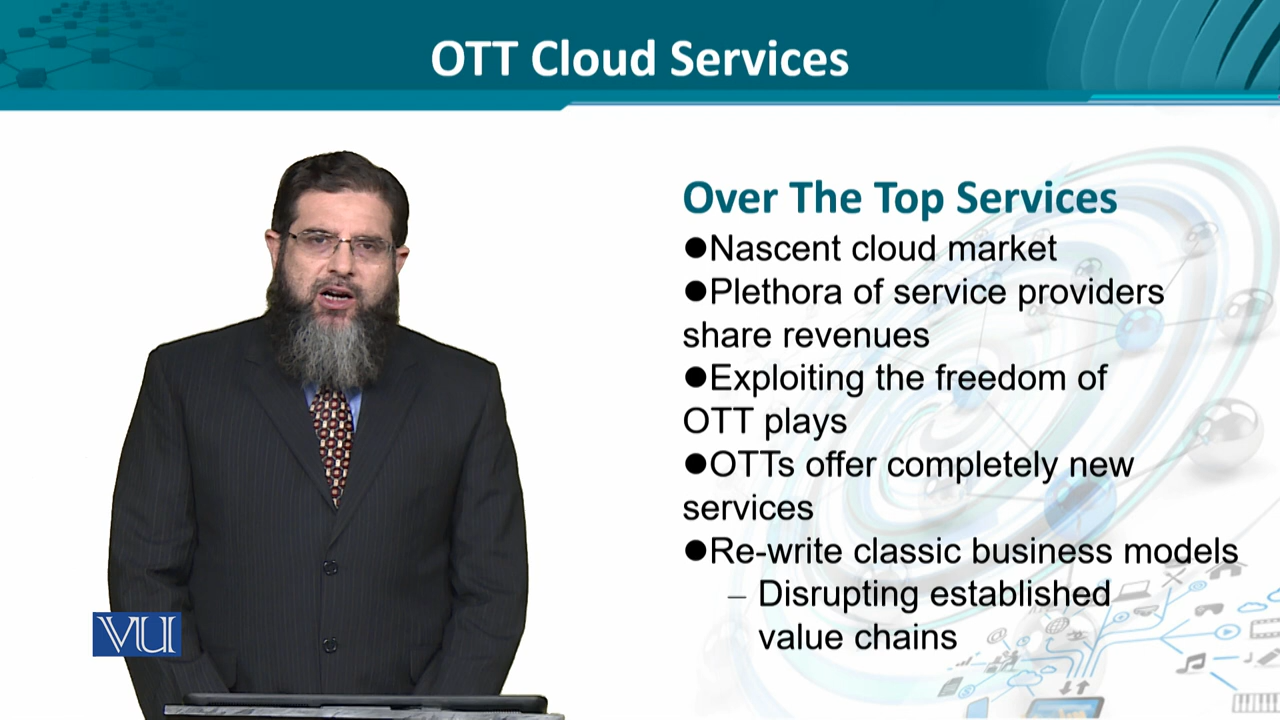 OTT Cloud Services
Over The Top Services
●Nascent cloud market
●Plethora of service providers
share revenues
●Exploiting the freedom of
OTT plays
●OTTs offer completely new
services
●Re-write classic business models
– Disrupting established
value chains
VU